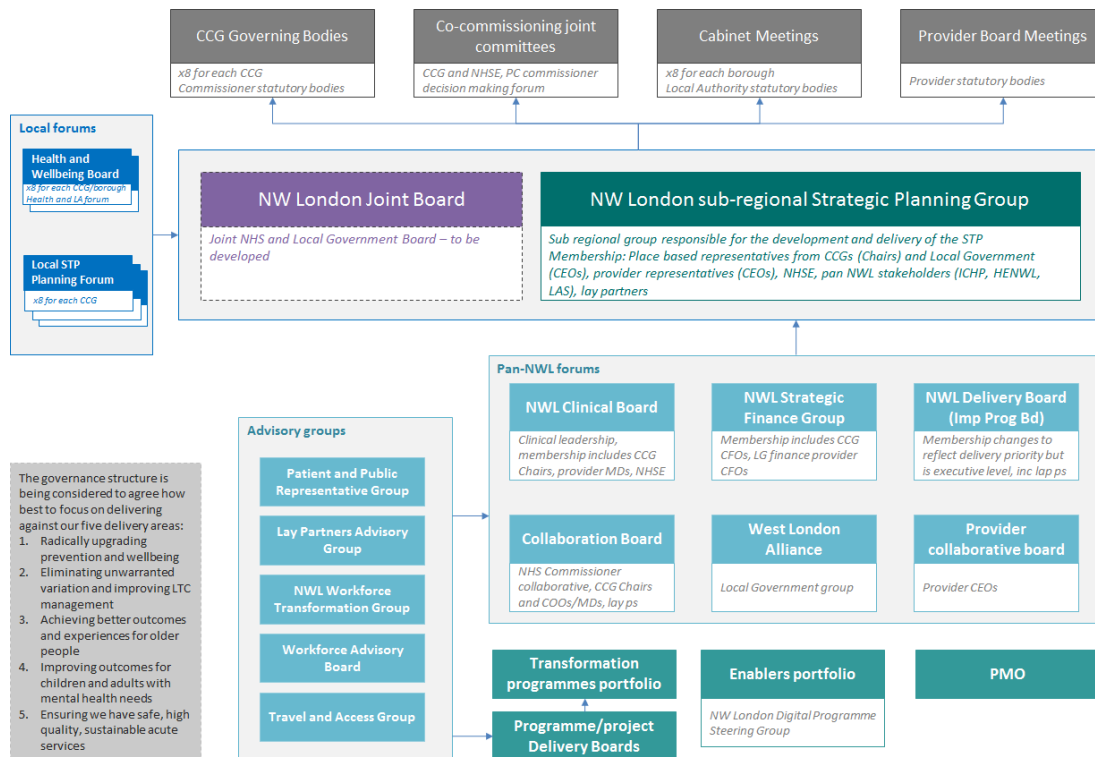 CCG Governing Bodies
x8 for each CCG
Commissioner statutory bodies
Co-commissioning joint
committees
CCG and NHSE, PC commissioner
decision making forum
Cabinet Meetings
x8 for each borough
Local Authority statutory bodies
Provider Board Meetings
Provider statutory bodies
Local forums
Health and
Wellbeing Board
x8 for each CCG/borough
Health and LA forum
Local STP
Planning Forum
x8 for each CCG
NW London Joint Board
Joint NHS and Local Government Board – to be
developed
NW London sub-regional Strategic Planning Group
Sub regional group responsible for the development and delivery of the STP
Membership: Place based representatives from CCGs (Chairs) and Local Government
(CEOs), provider representatives (CEOs), NHSE, pan NWL stakeholders (ICHP, HENWL,
LAS), lay partners
Pan-NWL forums
NWL Clinical Board
Clinical leadership,
membership includes CCG
Chairs, provider MDs, NHSE
NWL Strategic
Finance Group
Membership includes CCG
CFOs, LG finance provider
CFOs
NWL Delivery Board
(Imp Prog Bd)
Membership changes to
reflect delivery priority but
is executive level, inc lap ps
Collaboration Board
NHS Commissioner
collaborative, CCG Chairs
and COOs/MDs, lay ps
West London
Alliance
Local Government group
Provider
collaborative board
Provider CEOs
Advisory groups
Patient and Public
Representative Group
Lay Partners Advisory
Group
NWL Workforce
Transformation Group
Workforce Advisory
Board
Travel and Access Group
The governance structure is
being considered to agree how
best to focus on delivering
against our five delivery areas:
1. Radically upgrading
prevention and wellbeing
2. Eliminating unwarranted
variation and improving LTC
management
3. Achieving better outcomes
and experiences for older
people
4. Improving outcomes for
children and adults with
mental health needs
5. Ensuring we have safe, high
quality, sustainable acute
services
Transformation
programmes portfolio
Programme/project
Delivery Boards
Enablers portfolio
NW London Digital Programme
Steering Group
PMO